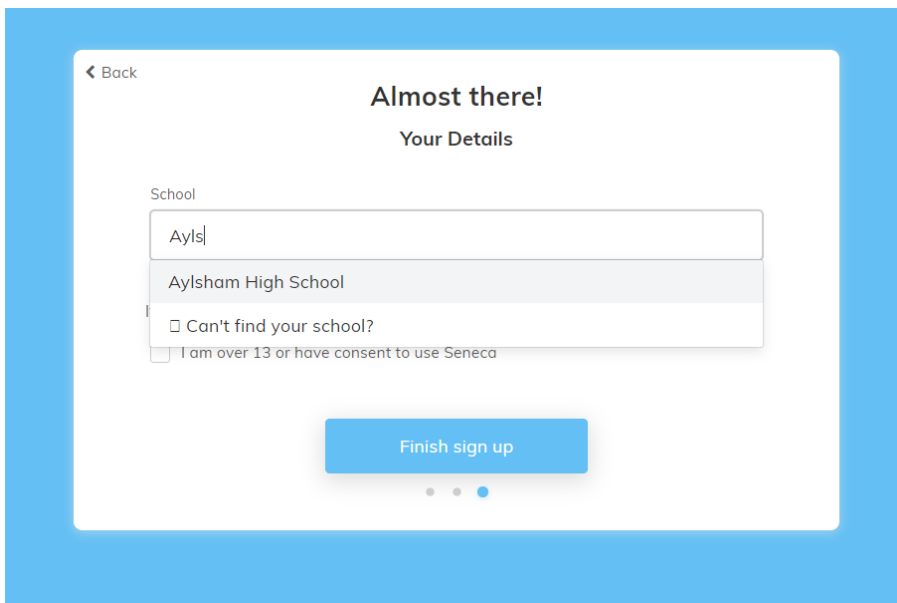 Back
Almost there!
Your Details
School
Ayls
Aylsham High School
Can't find your school?
I am over 13 or have consent to use Seneca
Finish sign up